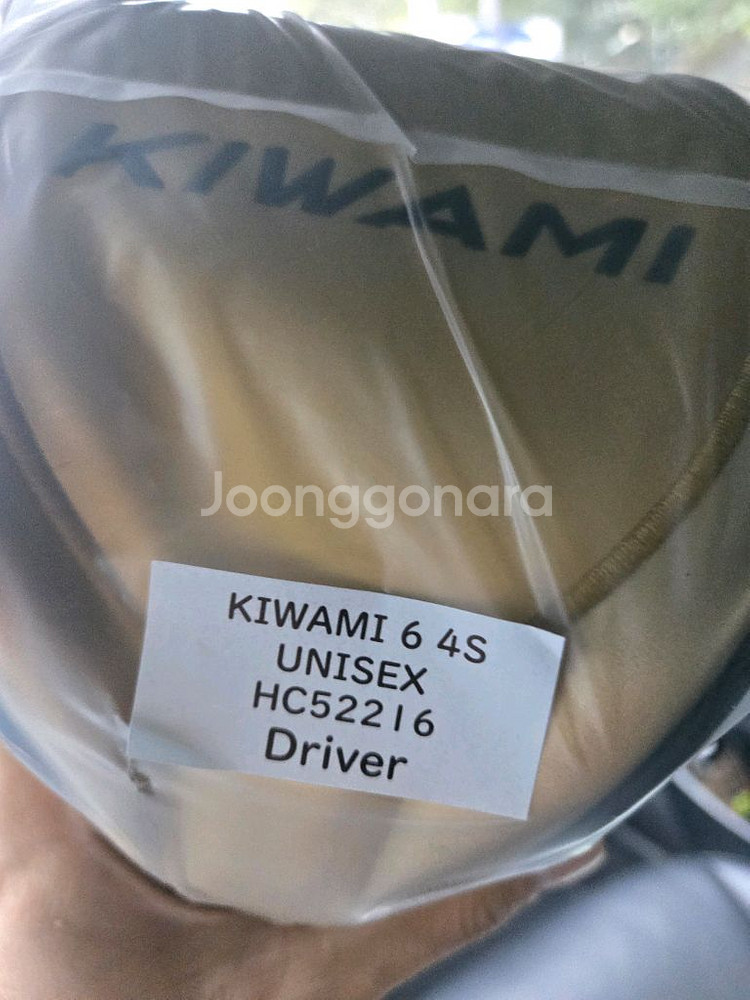 KIWAMI
Joonggonara
KIWAMI 6 4S
UNISEX
HC52216
Driver